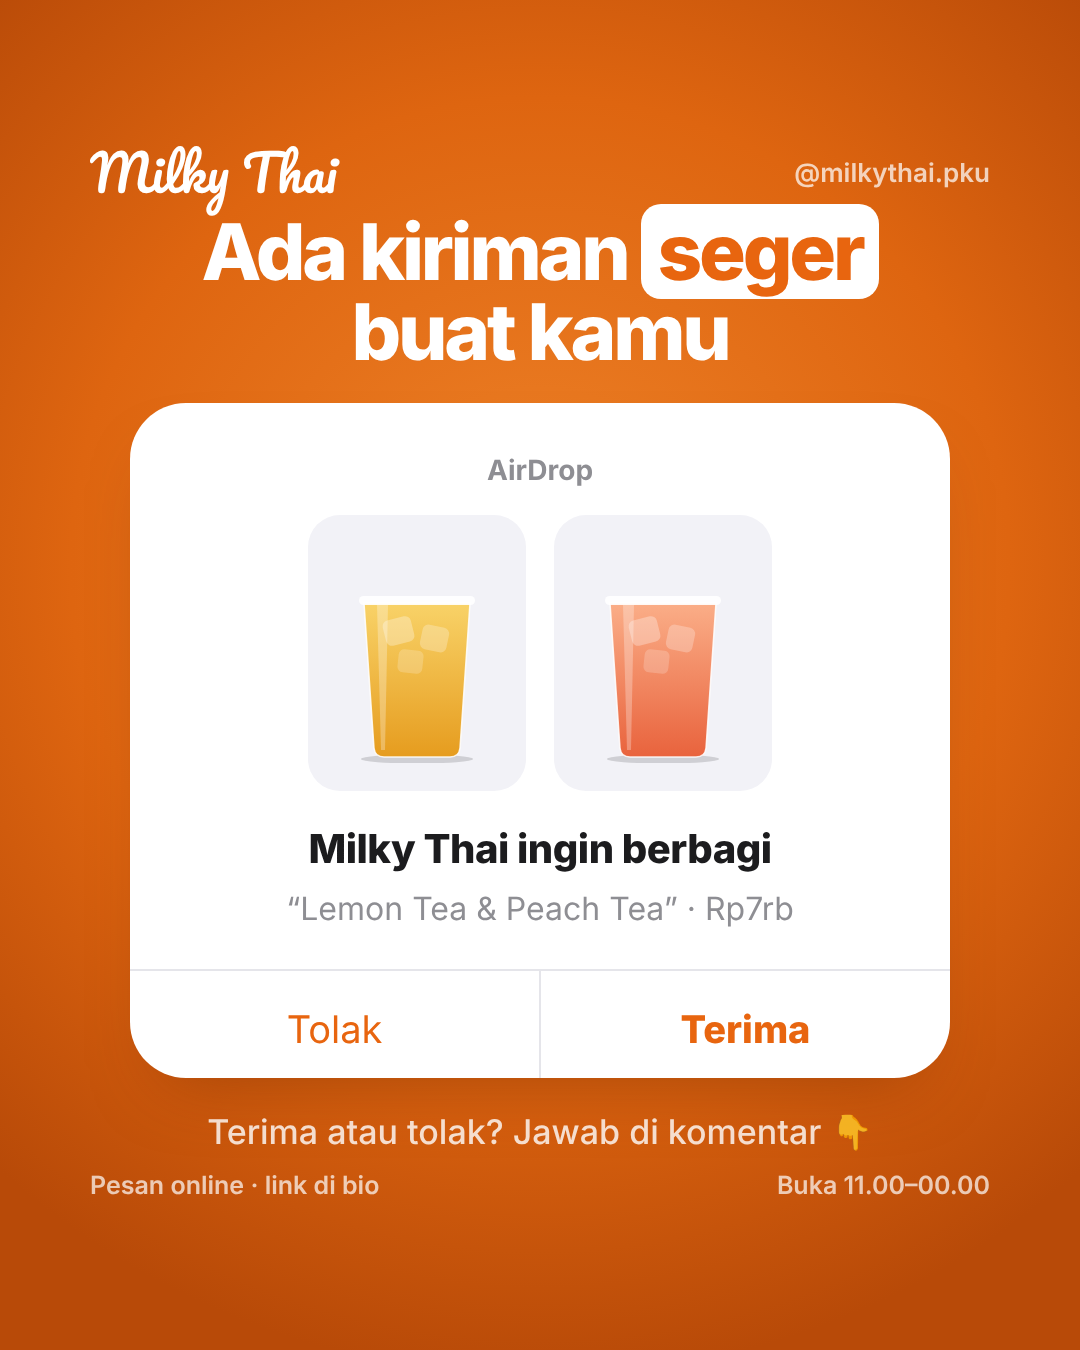 Milky Thai
@milkythai.pku
Ada kiriman seger
buat kamu
AirDrop
Milky Thai ingin berbagi
“Lemon Tea & Peach Tea” · Rp7rb
Tolak
Terima
Terima atau tolak? Jawab di komentar 👇
Pesan online · link di bio
Buka 11.00–00.00